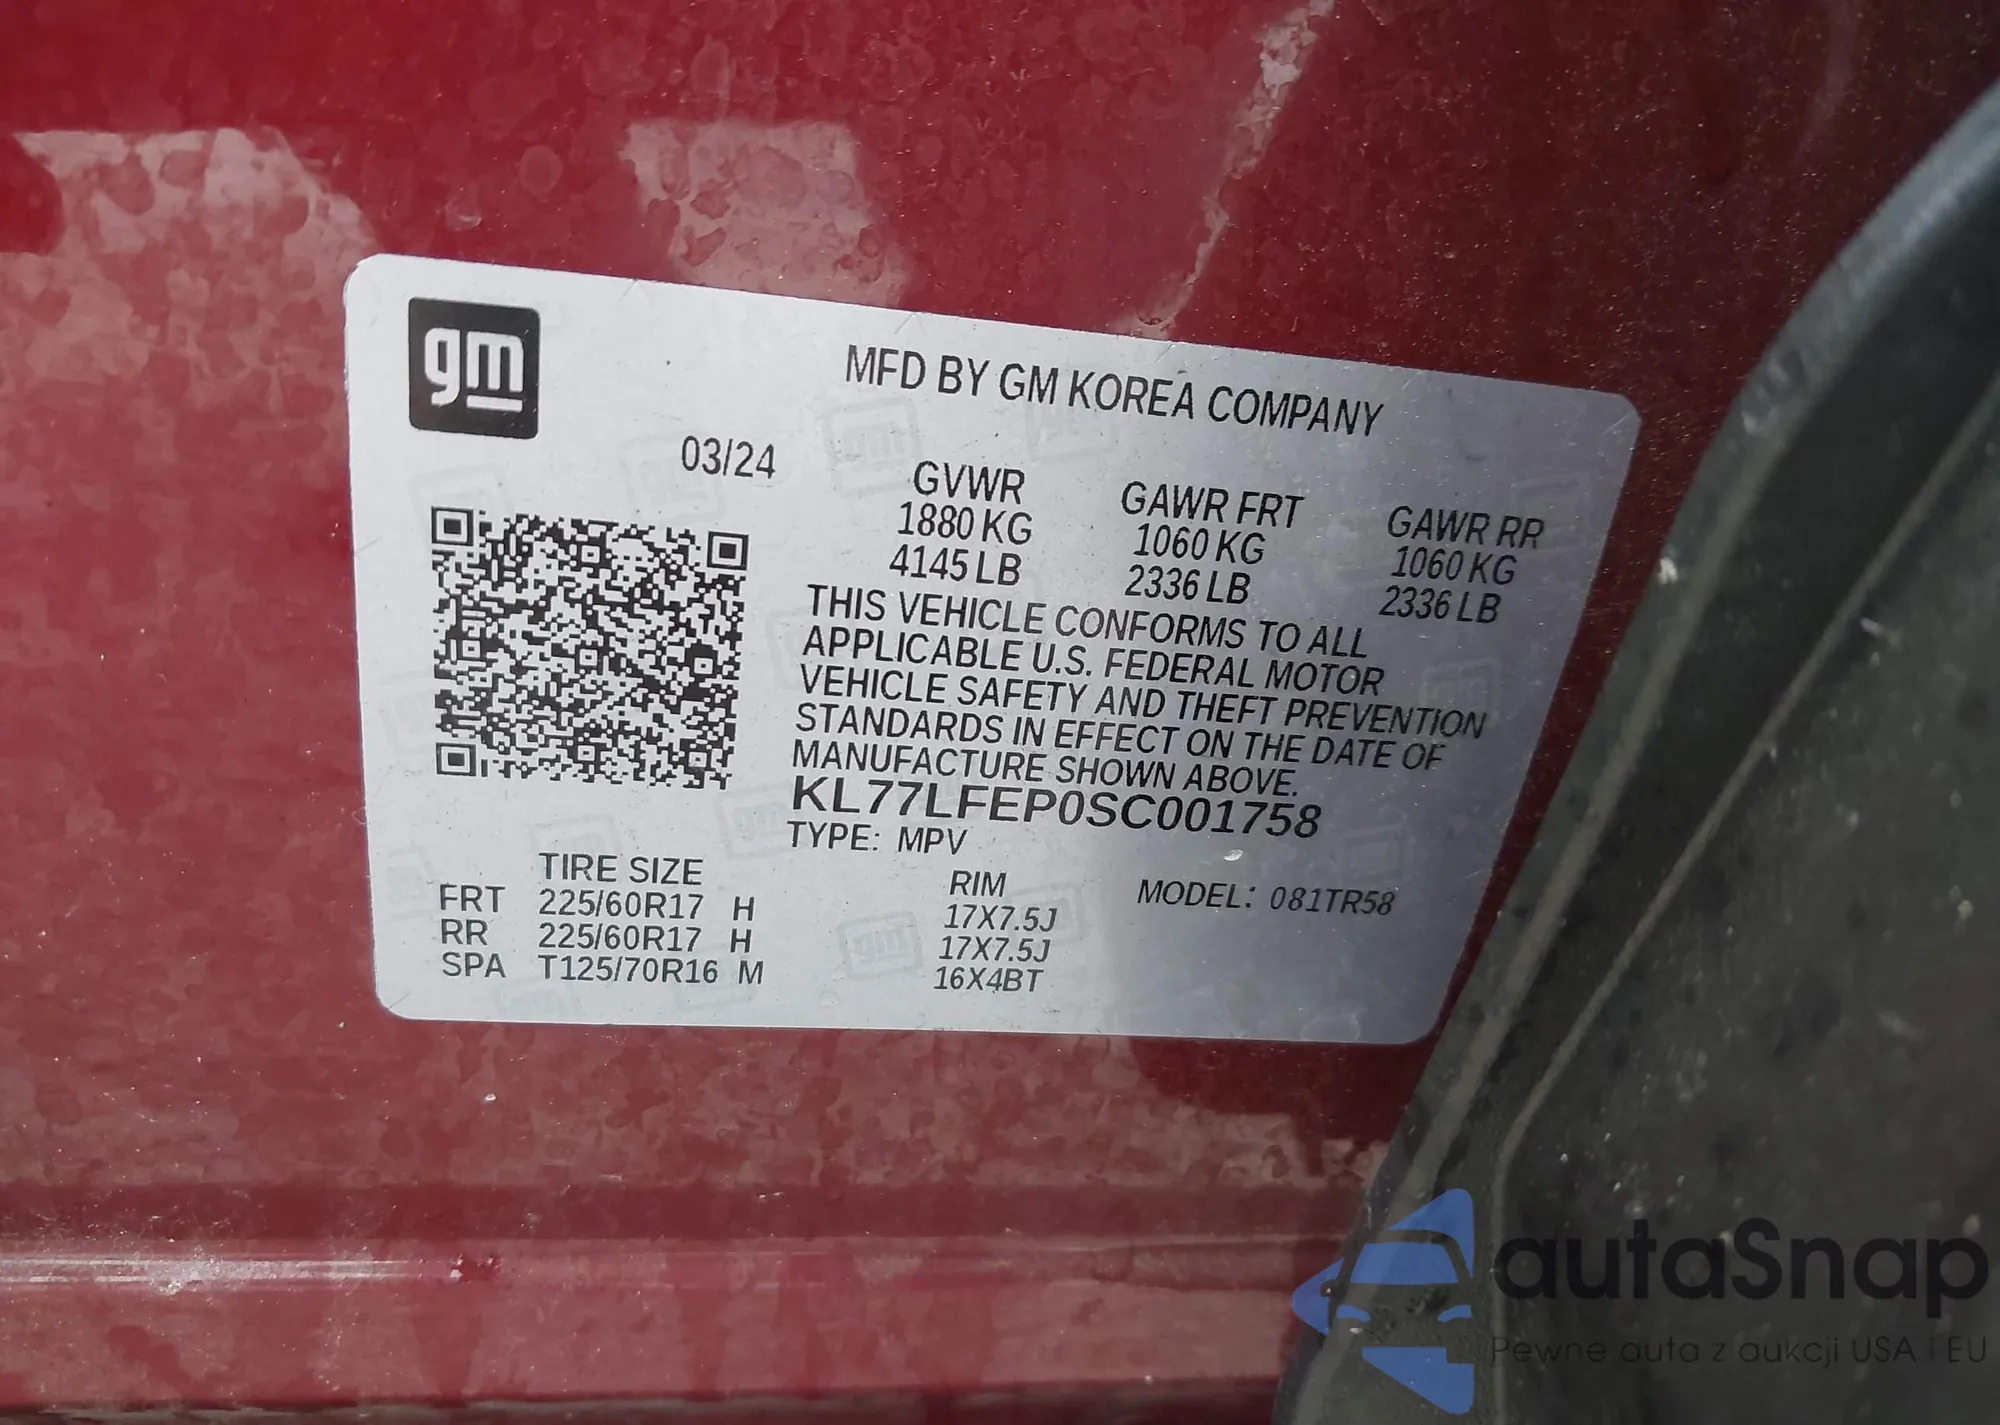 gm
MFD BY GM KOREA COMPANY
03/24
GVWR GAWR FRT GAWR RR
1880 KG 1060 KG 1060 KG
4145 LB 2336 LB 2336 LB
THIS VEHICLE CONFORMS TO ALL
APPLICABLE U.S. FEDERAL MOTOR
VEHICLE SAFETY AND THEFT PREVENTION
STANDARDS IN EFFECT ON THE DATE OF
MANUFACTURE SHOWN ABOVE.
KL77LFEP0SC001758
TYPE: MPV MODEL: 081TR58
TIRE SIZE RIM
FRT 225/60R17 H 17X7.5J
RR 225/60R17 H 17X7.5J
SPA T125/70R16 M 16X4BT
autaSnap
Pewne auta z aukcji USA i EU